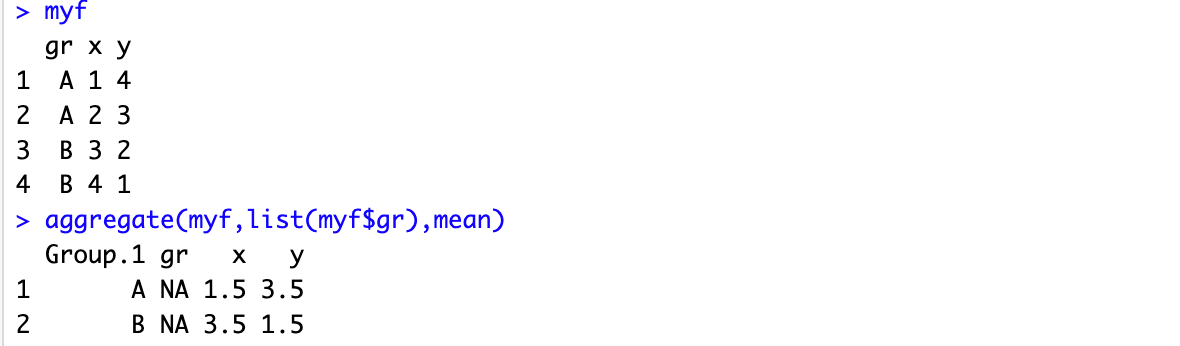 > myf
  gr x y
1  A 1 4
2  A 2 3
3  B 3 2
4  B 4 1
> aggregate(myf,list(myf$gr),mean)
  Group.1 gr   x   y
1       A NA 1.5 3.5
2       B NA 3.5 1.5